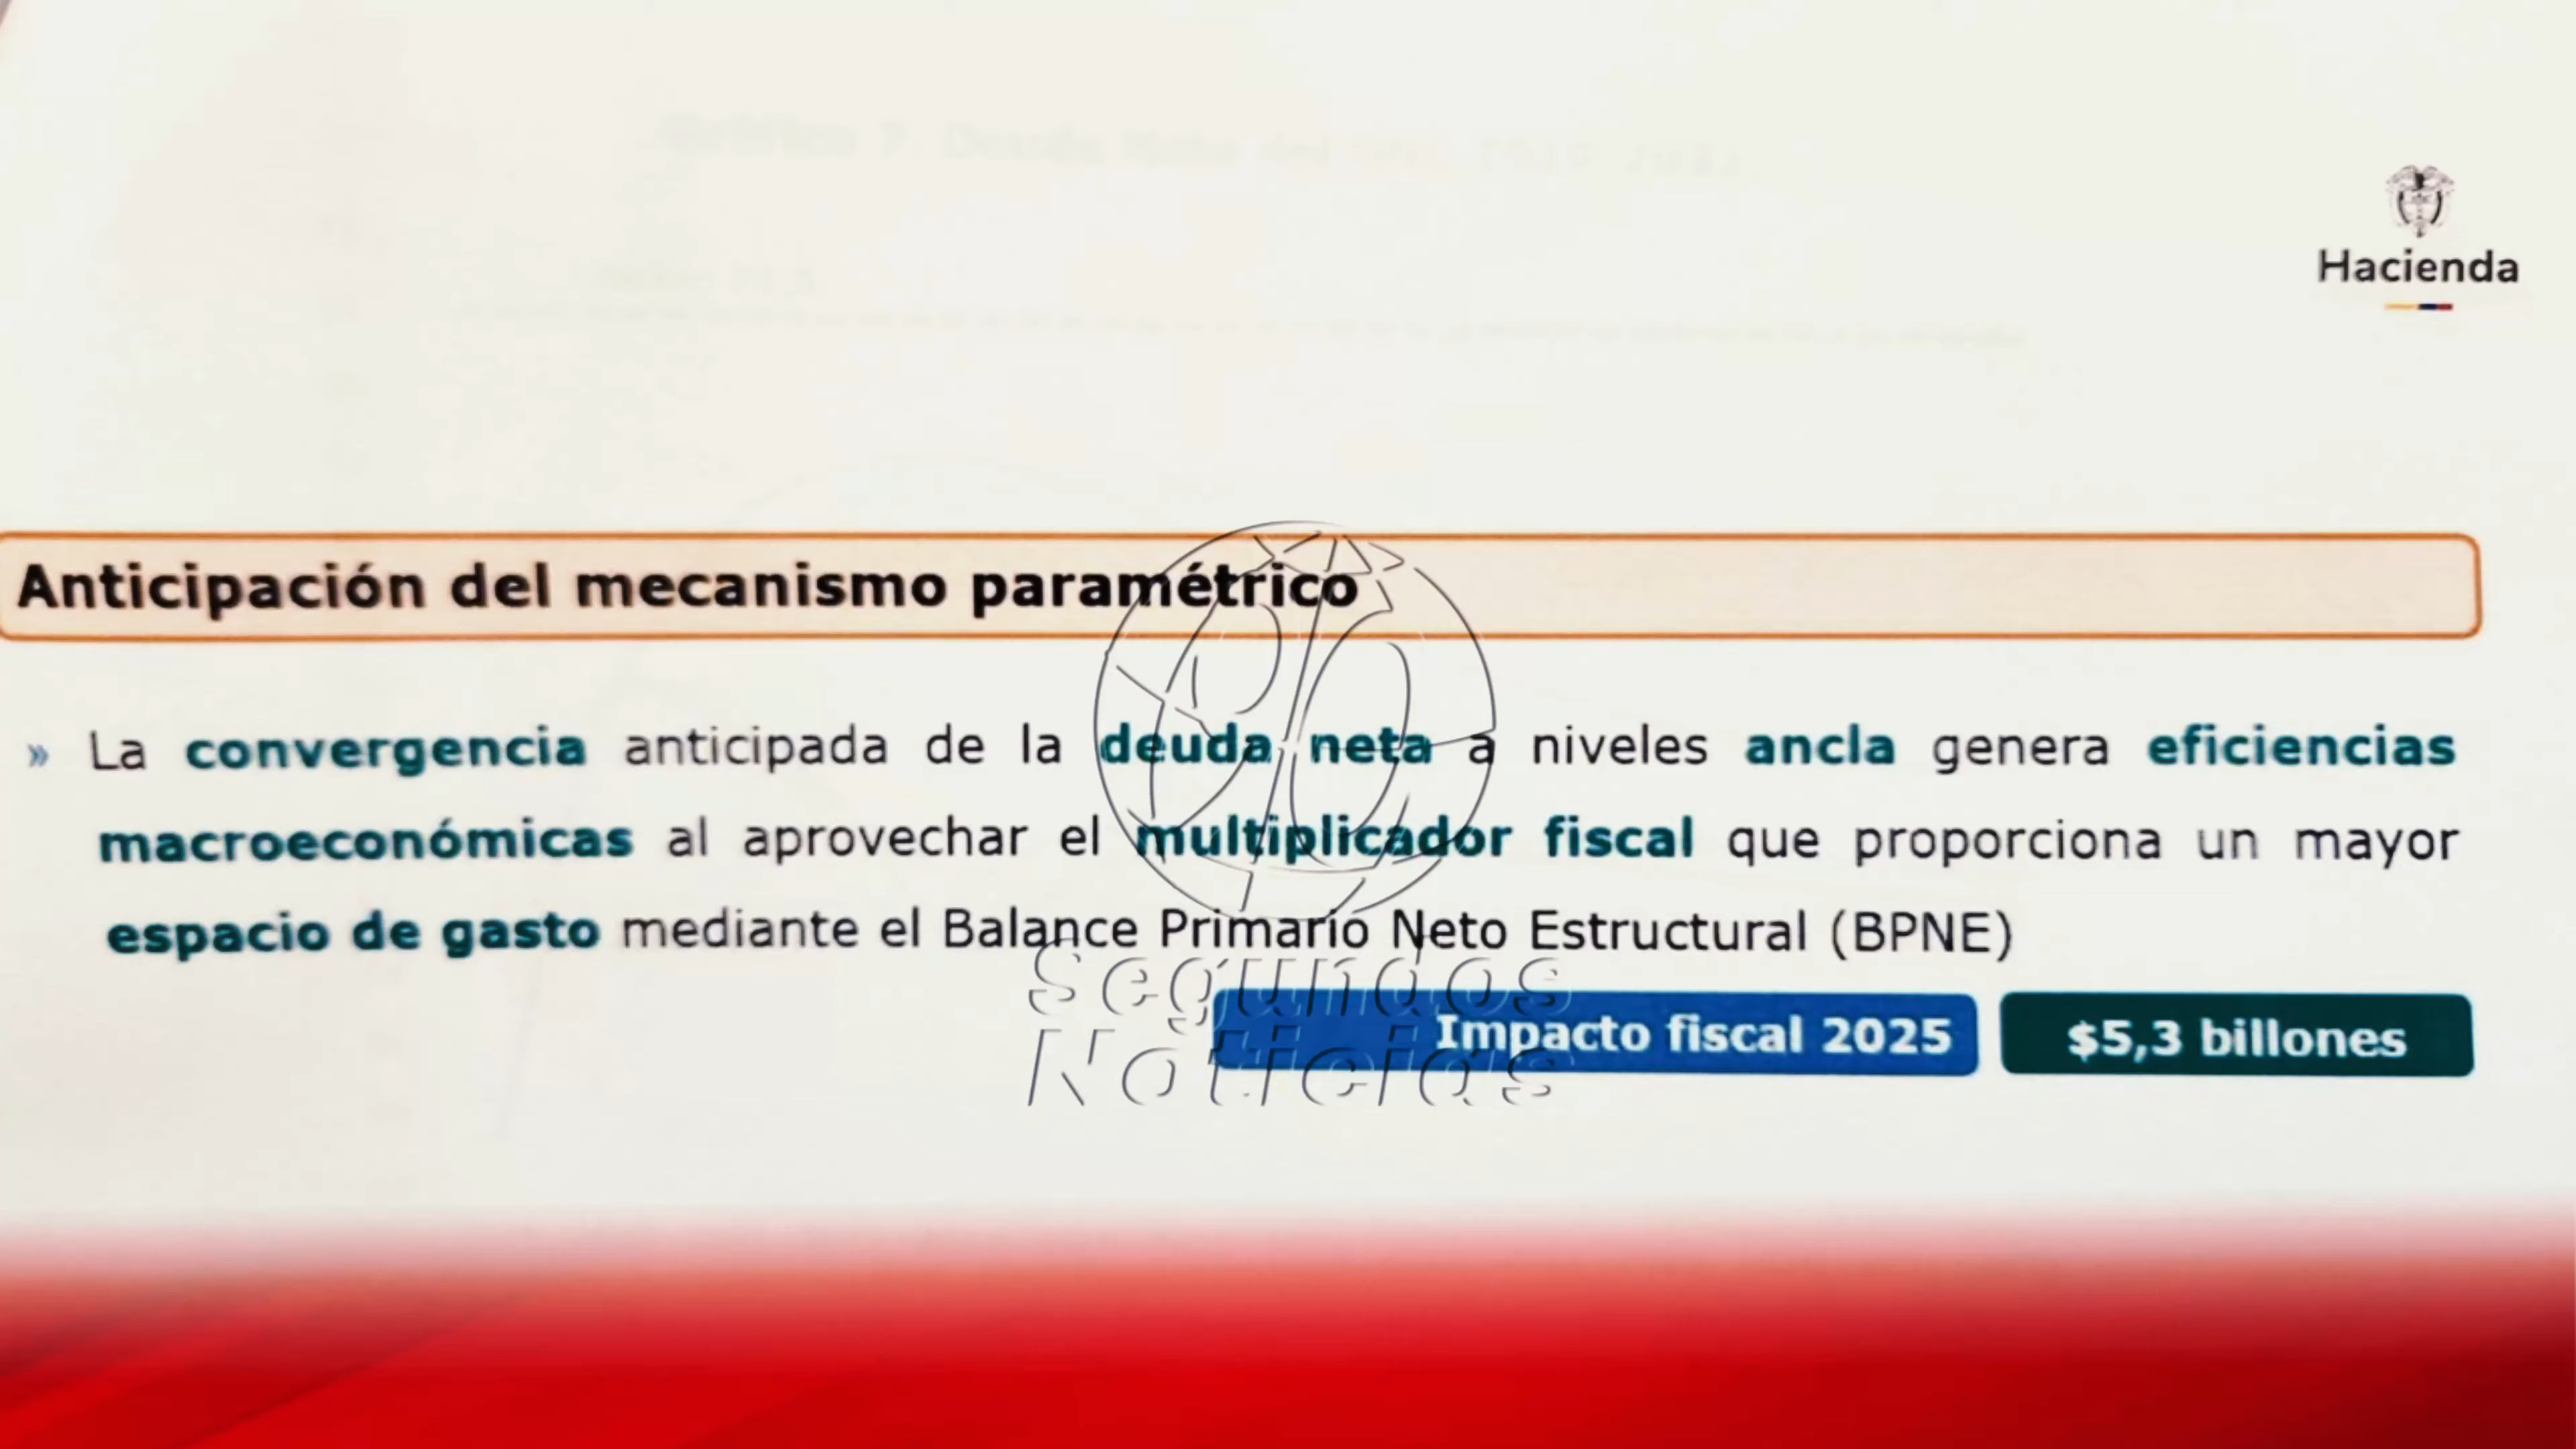 Hacienda
Anticipación del mecanismo paramétrico
» La convergencia anticipada de la deuda neta a niveles ancla genera eficiencias
macroeconómicas al aprovechar el multiplicador fiscal que proporciona un mayor
espacio de gasto mediante el Balance Primario Neto Estructural (BPNE)
Impacto fiscal 2025 $5,3 billones
90
Segundos
Noticias